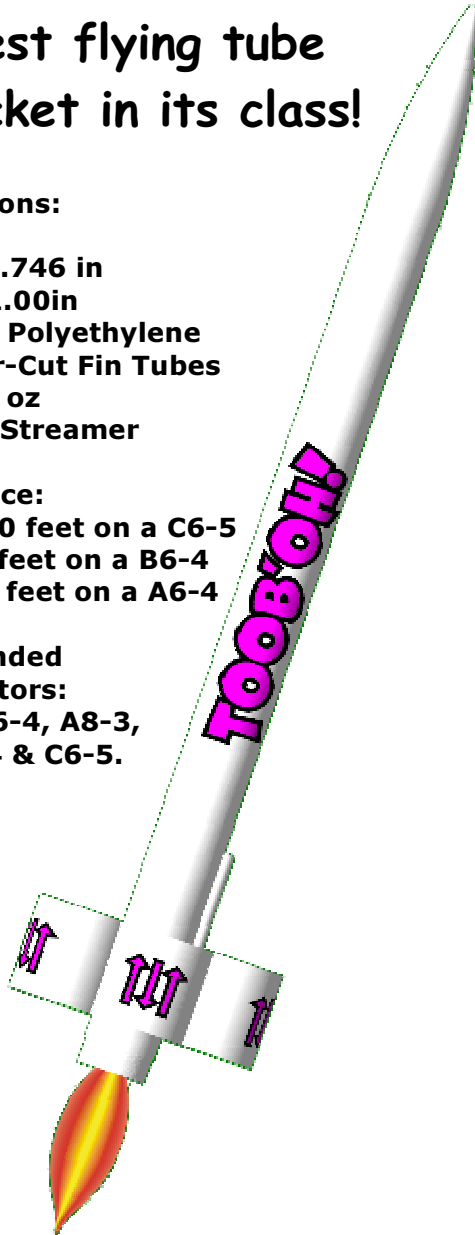 est flying tube
cket in its class!
ons:
.746 in
.00in
Polyethylene
r-Cut Fin Tubes
oz
Streamer
ce:
0 feet on a C6-5
feet on a B6-4
feet on a A6-4
nded
tors:
6-4, A8-3,
& C6-5.
TOOB'OH!